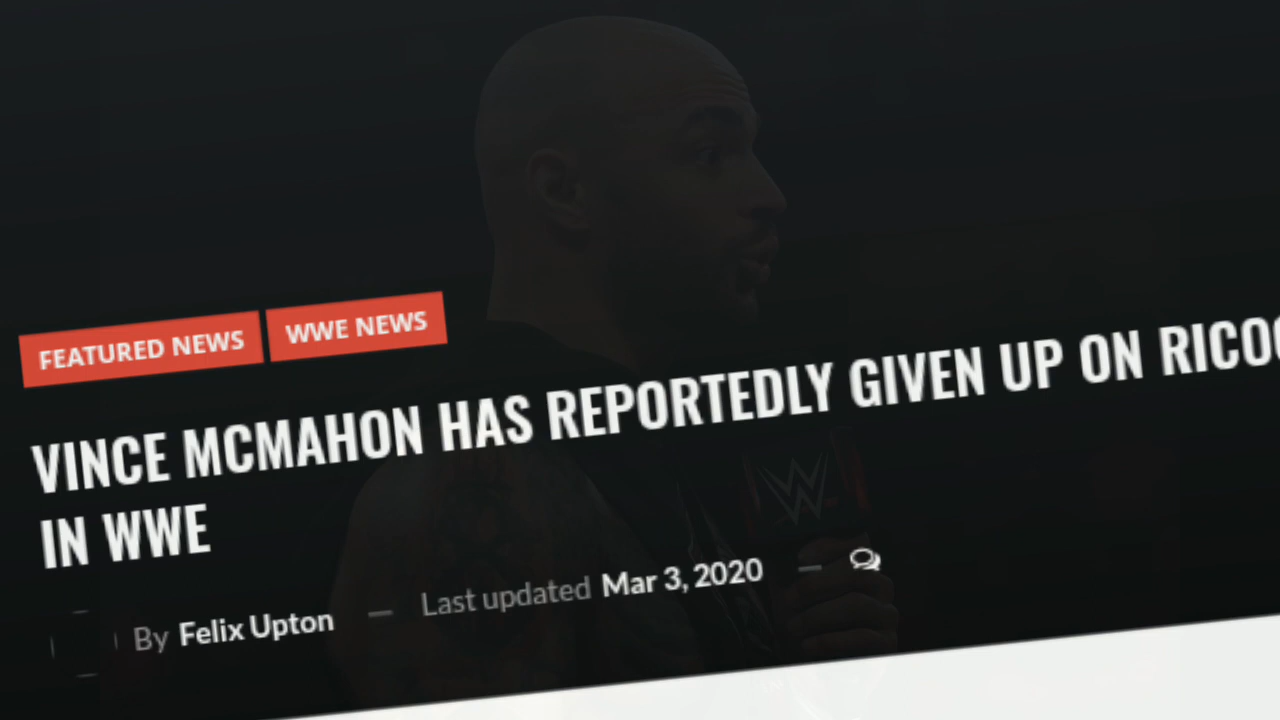 FEATURED NEWS WWE NEWS
VINCE MCMAHON HAS REPORTEDLY GIVEN UP ON RICO
IN WWE
By Felix Upton — Last updated Mar 3, 2020 —